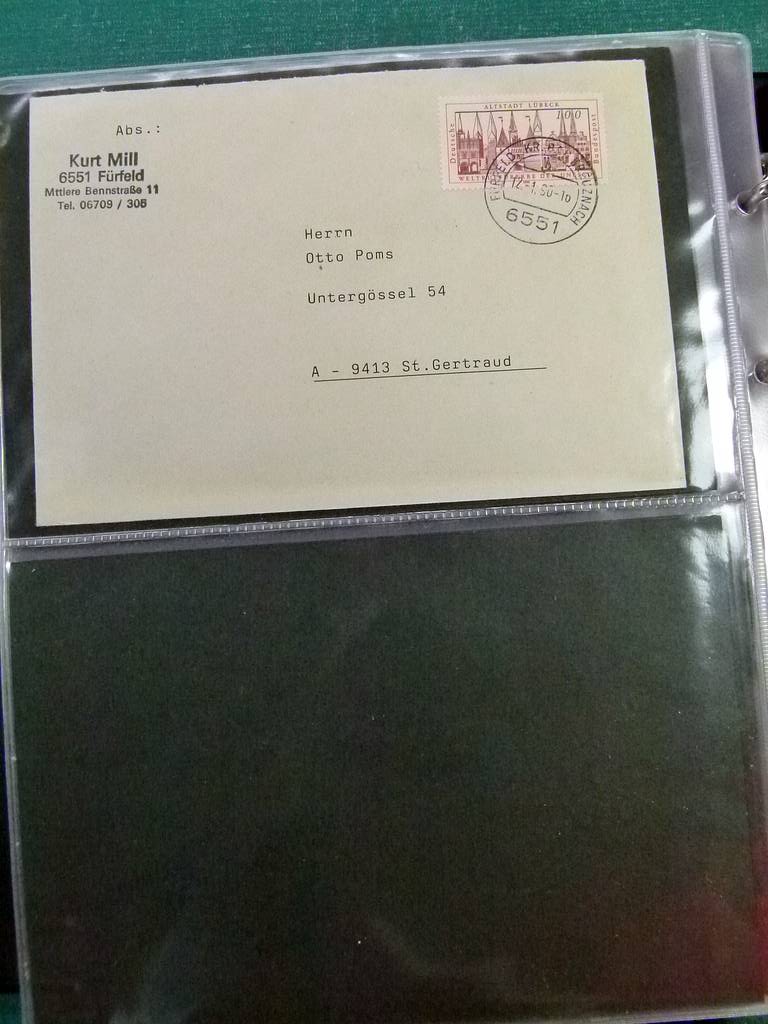 Abs.:
Kurt Mill
6551 Fürfeld
Mttlere Bennstraße 11
Tel. 06709 / 305
ALTSTADT LÜBECK
100
Deutsche
Bundespost
6551
Herrn
Otto Poms
Untergössel 54
A - 9413 St.Gertraud